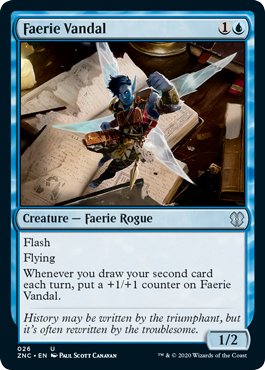 Faerie Vandal 1
Creature — Faerie Rogue
Flash
Flying
Whenever you draw your second card
each turn, put a +1/+1 counter on Faerie
Vandal.
History may be written by the triumphant, but
it's often rewritten by the troublesome.
1/2
026 U
ZNC • EN Paul Scott Canavan
™ & © 2020 Wizards of the Coast